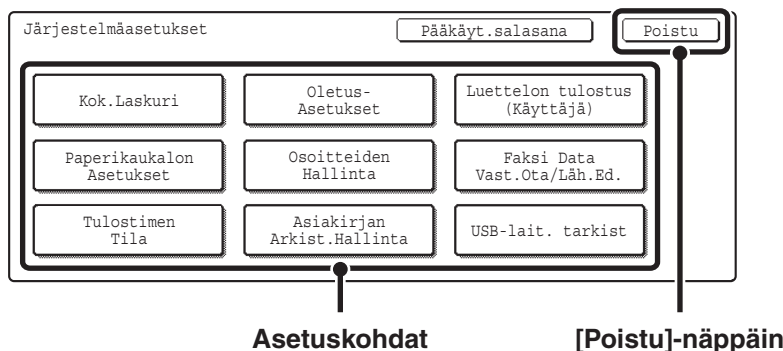 Järjestelmäasetukset
Pääkäyt.salasana
Poistu
Kok.Laskuri
Oletus-
Asetukset
Luettelon tulostus
(Käyttäjä)
Paperikaukalon
Asetukset
Osoitteiden
Hallinta
Faksi Data
Vast.Ota/Läh.Ed.
Tulostimen
Tila
Asiakirjan
Arkist.Hallinta
USB-lait. tarkist
Asetuskohdat
[Poistu]-näppäin